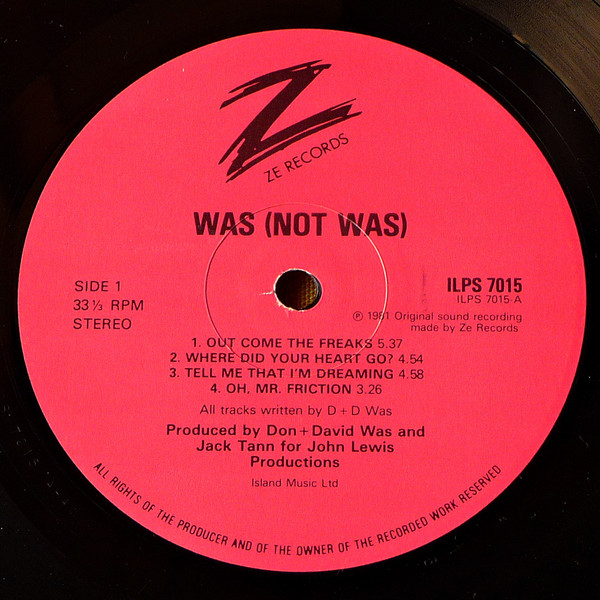 Z
ZE RECORDS
WAS (NOT WAS)
SIDE 1
33⅓ RPM
STEREO
ILPS 7015
ILPS 7015-A
℗ 1981 Original sound recording
made by Ze Records
1. OUT COME THE FREAKS 5.37
2. WHERE DID YOUR HEART GO? 4.54
3. TELL ME THAT I'M DREAMING 4.58
4. OH, MR. FRICTION 3.26
All tracks written by D + D Was
Produced by Don + David Was and
Jack Tann for John Lewis
Productions
Island Music Ltd
ALL RIGHTS OF THE PRODUCER AND OF THE OWNER OF THE RECORDED WORK RESERVED